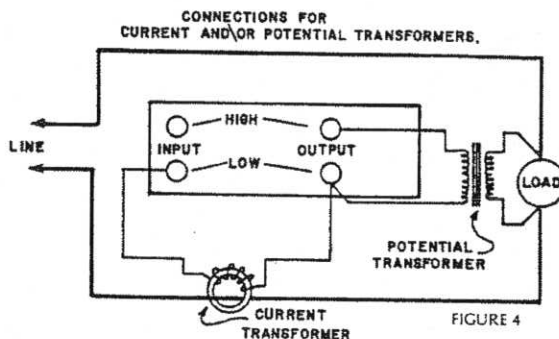 CONNECTIONS FOR
CURRENT AND\OR POTENTIAL TRANSFORMERS.
HIGH
LINE
INPUT
OUTPUT
LOW
LOAD
POTENTIAL
TRANSFORMER
CURRENT
TRANSFORMER
FIGURE 4